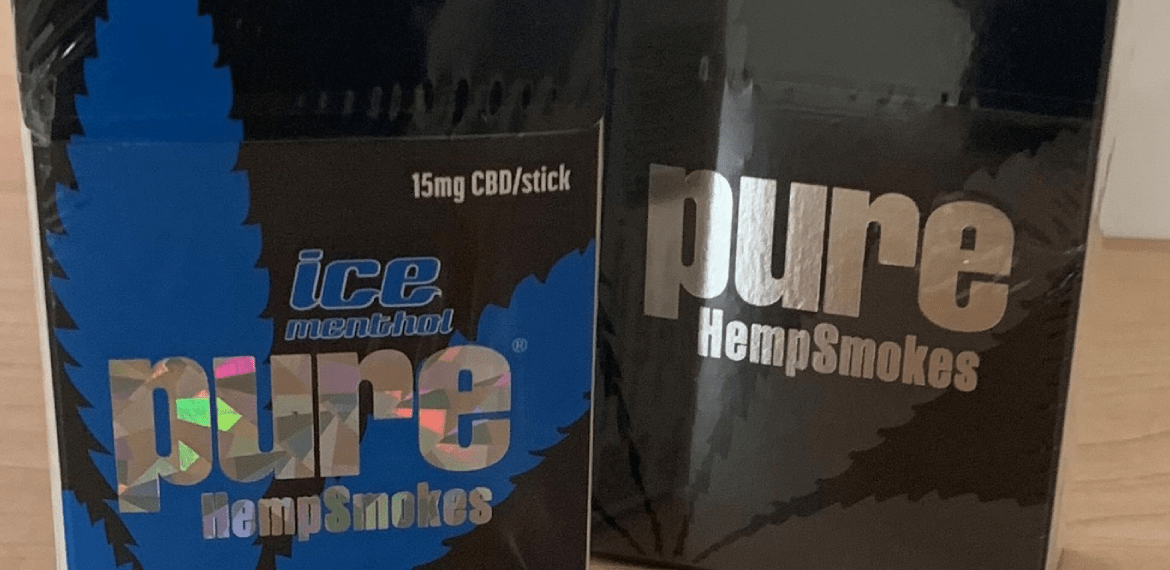 15mg CBD/stick
ice
menthol
pure®
HempSmokes
pure
HempSmokes